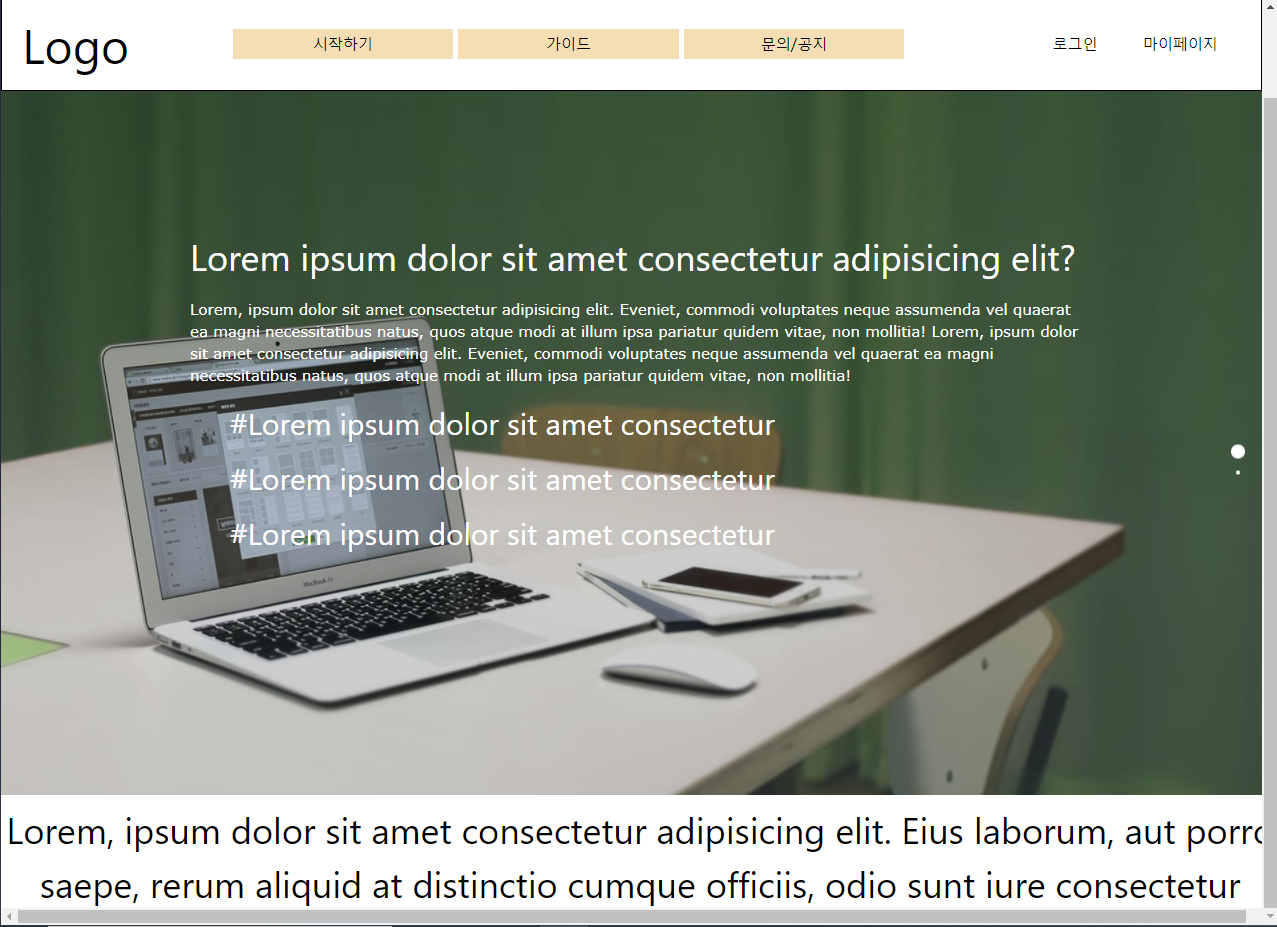 Logo
시작하기
가이드
문의/공지
로그인
마이페이지
Lorem ipsum dolor sit amet consectetur adipisicing elit?
Lorem, ipsum dolor sit amet consectetur adipisicing elit. Eveniet, commodi voluptates neque assumenda vel quaerat
ea magni necessitatibus natus, quos atque modi at illum ipsa pariatur quidem vitae, non mollitia! Lorem, ipsum dolor
sit amet consectetur adipisicing elit. Eveniet, commodi voluptates neque assumenda vel quaerat ea magni
necessitatibus natus, quos atque modi at illum ipsa pariatur quidem vitae, non mollitia!
#Lorem ipsum dolor sit amet consectetur
#Lorem ipsum dolor sit amet consectetur
#Lorem ipsum dolor sit amet consectetur
MacBook Air
Lorem, ipsum dolor sit amet consectetur adipisicing elit. Eius laborum, aut porro
saepe, rerum aliquid at distinctio cumque officiis, odio sunt iure consectetur